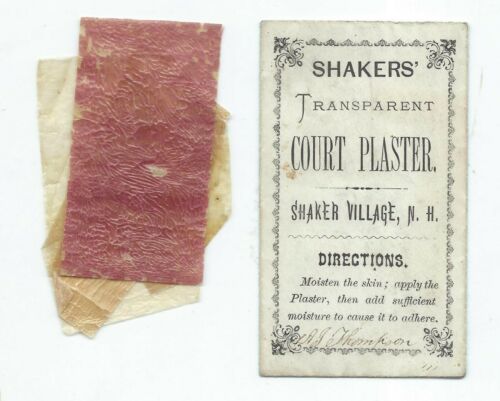 SHAKERS'
TRANSPARENT
COURT PLASTER.
SHAKER VILLAGE, N. H.
DIRECTIONS.
Moisten the skin; apply the
Plaster, then add sufficient
moisture to cause it to adhere.
Thompson